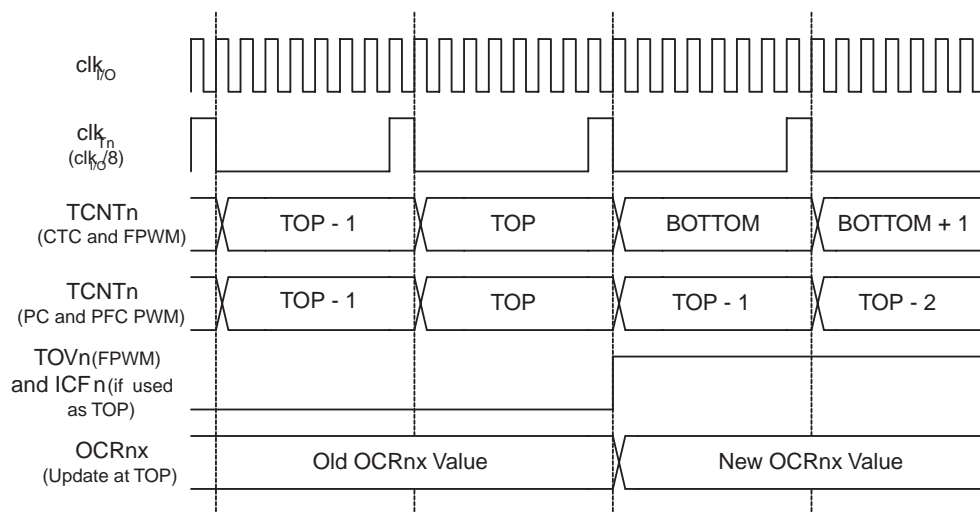 clkI/O
clkTn
(clkI/O/8)
TCNTn
(CTC and FPWM)
TOP - 1 TOP BOTTOM BOTTOM + 1
TCNTn
(PC and PFC PWM)
TOP - 1 TOP TOP - 1 TOP - 2
TOVn(FPWM)
and ICFn(if used
as TOP)
OCRnx
(Update at TOP)
Old OCRnx Value New OCRnx Value